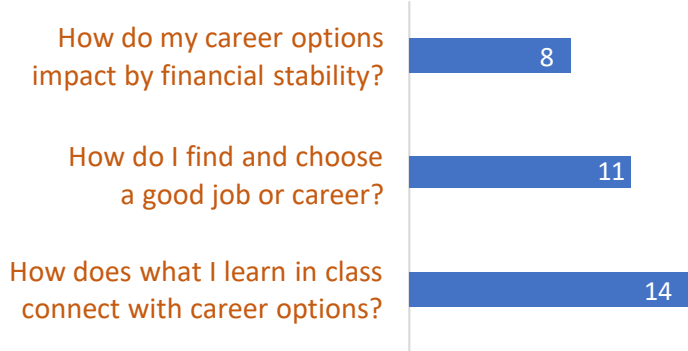 How do my career options
impact by financial stability?
8
How do I find and choose
a good job or career?
11
How does what I learn in class
connect with career options?
14